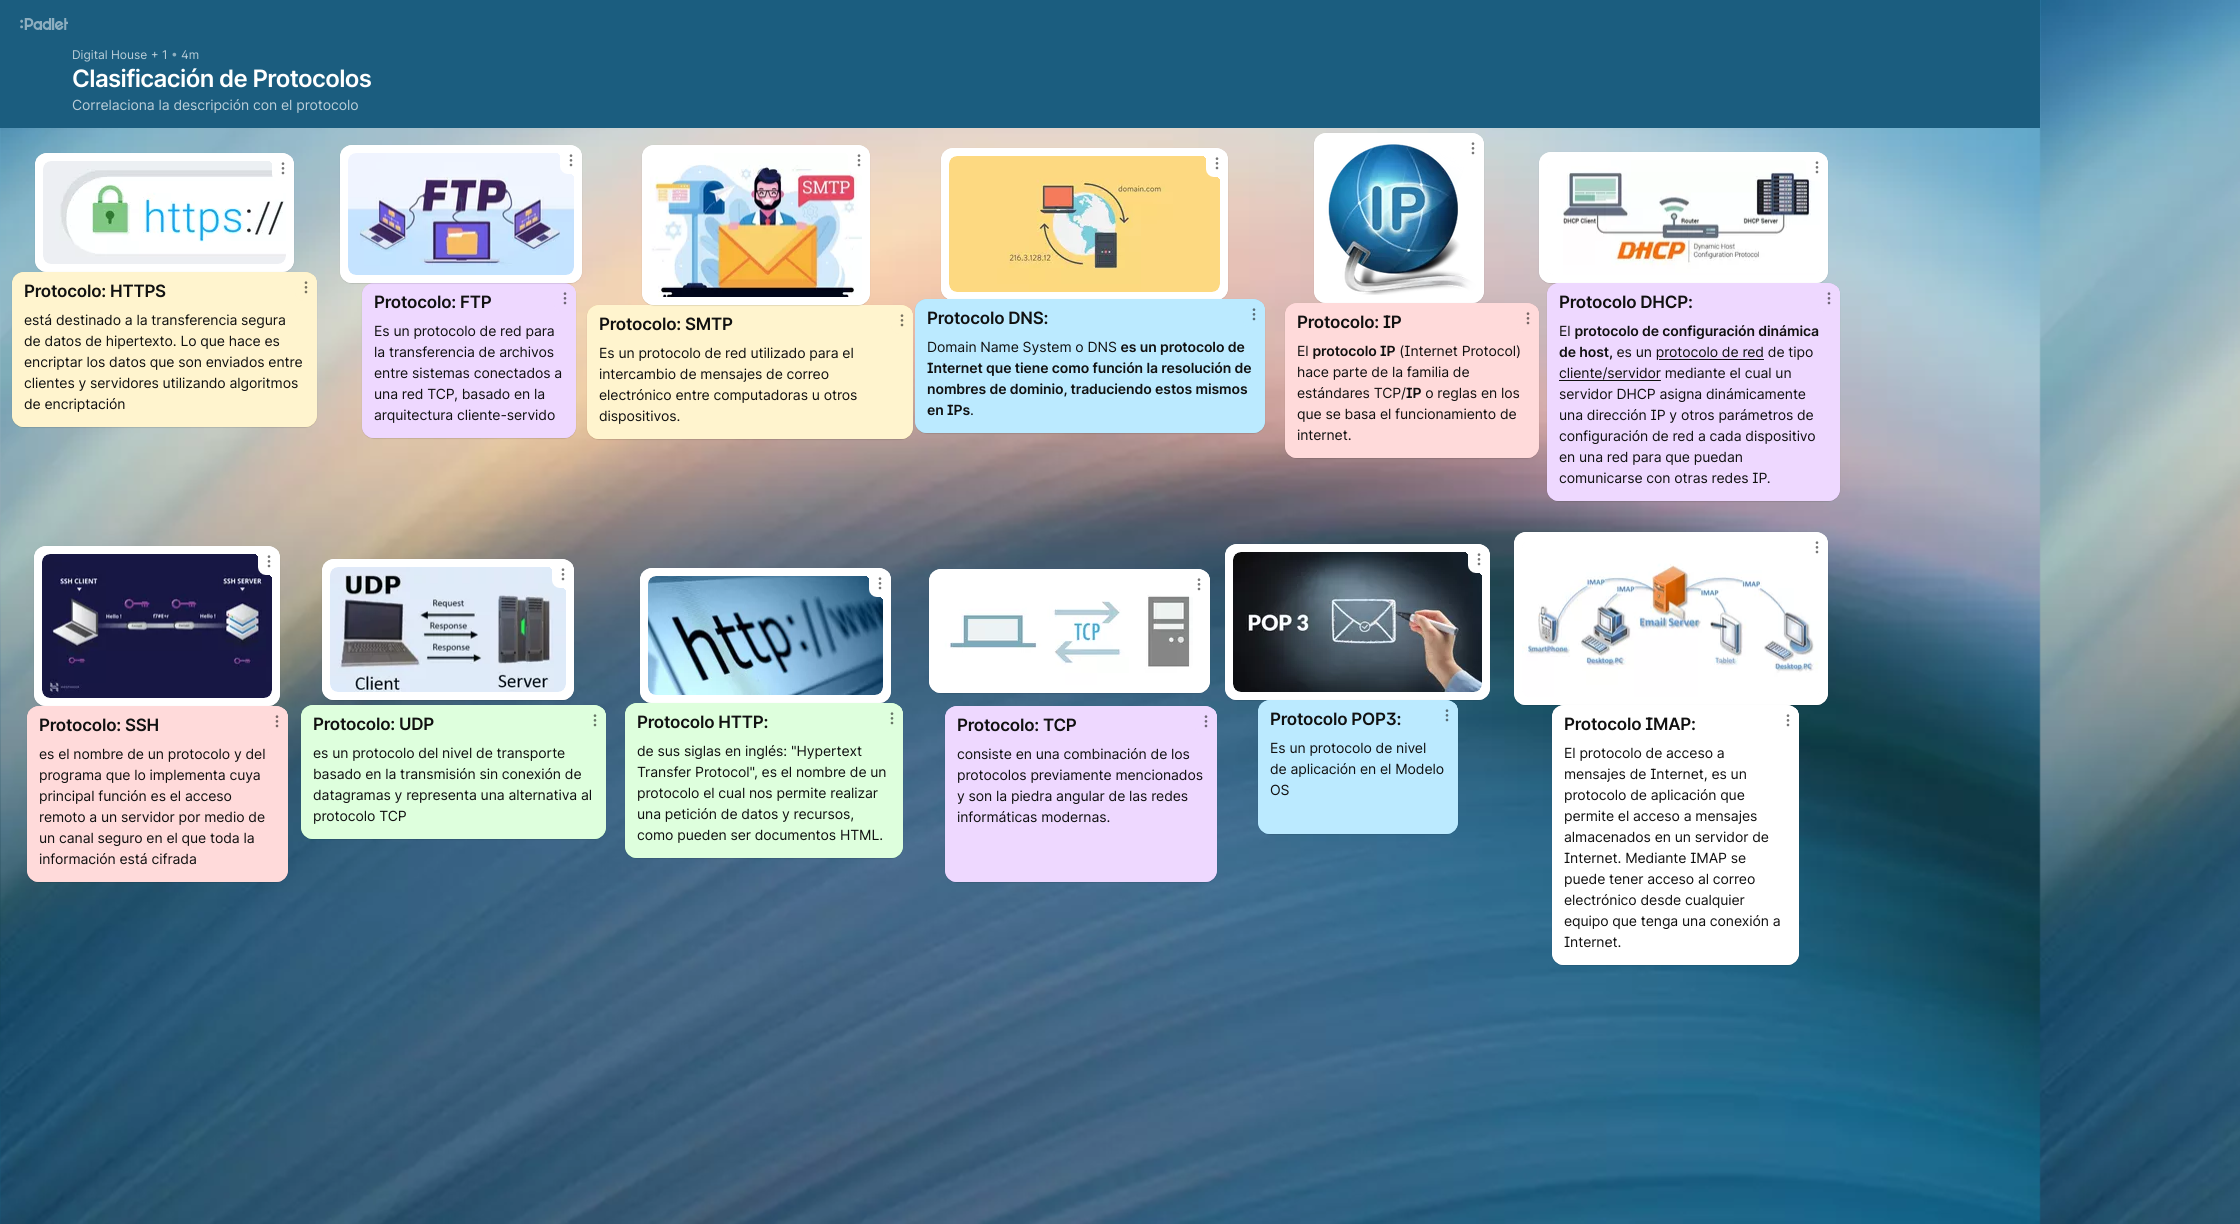 :Padlet
Digital House + 1 • 4m
Clasificación de Protocolos
Correlaciona la descripción con el protocolo
https://
Protocolo: HTTPS
está destinado a la transferencia segura
de datos de hipertexto. Lo que hace es
encriptar los datos que son enviados entre
clientes y servidores utilizando algoritmos
de encriptación
FTP
Protocolo: FTP
Es un protocolo de red para
la transferencia de archivos
entre sistemas conectados a
una red TCP, basado en la
arquitectura cliente-servido
SMTP
Protocolo: SMTP
Es un protocolo de red utilizado para el
intercambio de mensajes de correo
electrónico entre computadoras u otros
dispositivos.
domain.com
216.3.128.12
Protocolo DNS:
Domain Name System o DNS es un protocolo de
Internet que tiene como función la resolución de
nombres de dominio, traduciendo estos mismos
en IPs.
IP
Protocolo: IP
El protocolo IP (Internet Protocol)
hace parte de la familia de
estándares TCP/IP o reglas en los
que se basa el funcionamiento de
internet.
DHCP Client
Router
DHCP Server
DHCP
Dynamic Host
Configuration Protocol
Protocolo DHCP:
El protocolo de configuración dinámica
de host, es un protocolo de red de tipo
cliente/servidor mediante el cual un
servidor DHCP asigna dinámicamente
una dirección IP y otros parámetros de
configuración de red a cada dispositivo
en una red para que puedan
comunicarse con otras redes IP.
SSH CLIENT
SSH SERVER
Hello !
Hello !
Protocolo: SSH
es el nombre de un protocolo y del
programa que lo implementa cuya
principal función es el acceso
remoto a un servidor por medio de
un canal seguro en el que toda la
información está cifrada
UDP
Request
Response
Response
Client
Server
Protocolo: UDP
es un protocolo del nivel de transporte
basado en la transmisión sin conexión de
datagramas y representa una alternativa al
protocolo TCP
http://www
Protocolo HTTP:
de sus siglas en inglés: "Hypertext
Transfer Protocol", es el nombre de un
protocolo el cual nos permite realizar
una petición de datos y recursos,
como pueden ser documentos HTML.
TCP
Protocolo: TCP
consiste en una combinación de los
protocolos previamente mencionados
y son la piedra angular de las redes
informáticas modernas.
POP 3
Protocolo POP3:
Es un protocolo de nivel
de aplicación en el Modelo
OS
IMAP
IMAP
IMAP
IMAP
Email Server
SmartPhone
Desktop PC
Tablet
Desktop PC
Protocolo IMAP:
El protocolo de acceso a
mensajes de Internet, es un
protocolo de aplicación que
permite el acceso a mensajes
almacenados en un servidor de
Internet. Mediante IMAP se
puede tener acceso al correo
electrónico desde cualquier
equipo que tenga una conexión a
Internet.